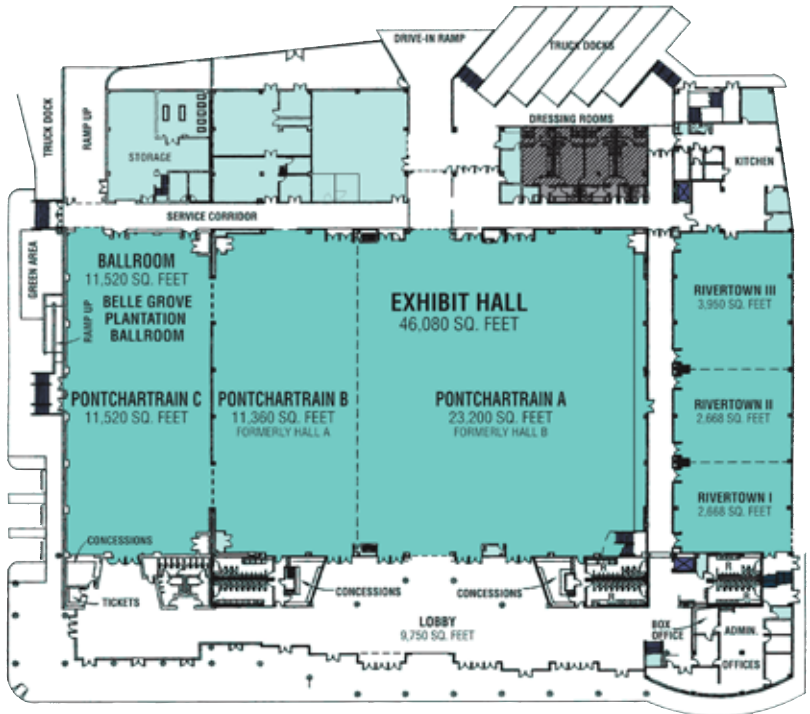 DRIVE-IN RAMP
TRUCK DOCKS
TRUCK DOCK
RAMP UP
DRESSING ROOMS
STORAGE
KITCHEN
SERVICE CORRIDOR
GREEN AREA
BALLROOM
11,520 SQ. FEET
BELLE GROVE
PLANTATION
BALLROOM
RAMP UP
EXHIBIT HALL
46,080 SQ. FEET
RIVERTOWN III
3,950 SQ. FEET
PONTCHARTRAIN C
11,520 SQ. FEET
PONTCHARTRAIN B
11,360 SQ. FEET
FORMERLY HALL A
PONTCHARTRAIN A
23,200 SQ. FEET
FORMERLY HALL B
RIVERTOWN II
2,668 SQ. FEET
RIVERTOWN I
2,668 SQ. FEET
CONCESSIONS
CONCESSIONS
CONCESSIONS
TICKETS
LOBBY
9,750 SQ. FEET
BOX
OFFICE
ADMIN.
OFFICES